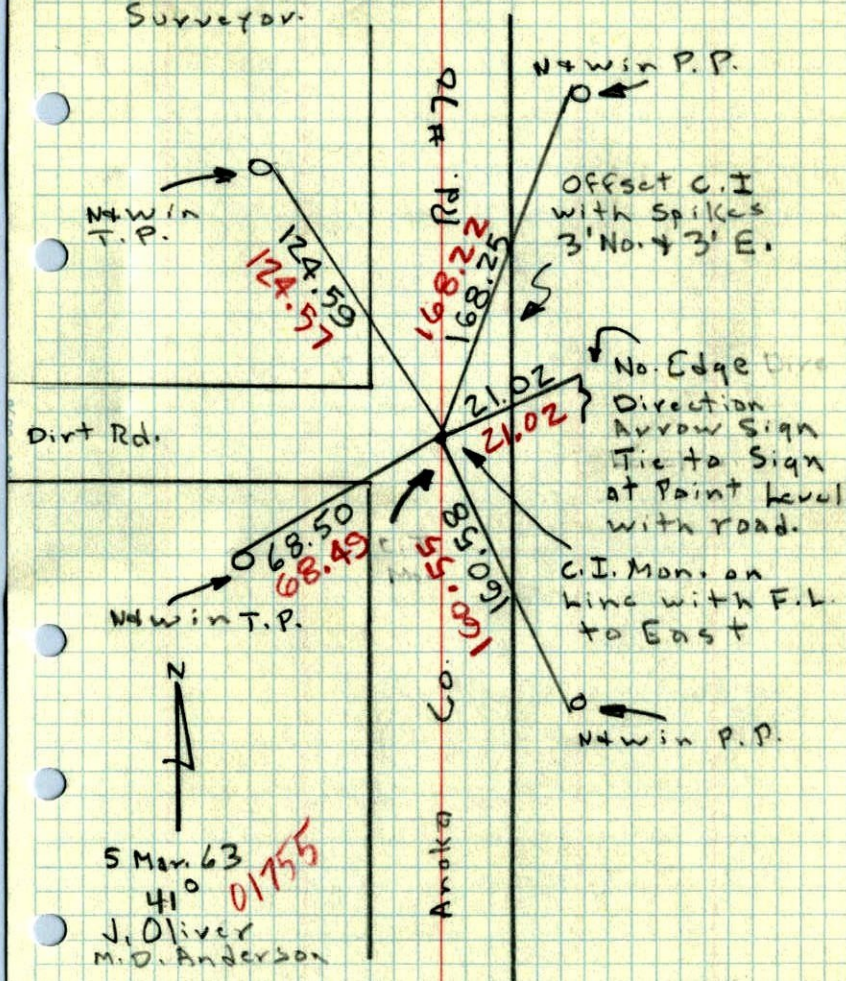 Surveyor.
N & W in P.P.
N & W in
T.P.
Offset C.I
with Spikes
3' No. & 3' E.
124.59
124.57
168.22
168.25
21.02
21.02
No. Edge
Direction
Arrow Sign
Tie to Sign
at Point Level
with road.
Dirt Rd.
68.50
68.49
160.58
160.55
C.I. Mon. on
Line with F.L.
to East
N & W in T.P.
N & W in P.P.
N
Anoka Co. Rd. #70
5 Mar. 63
41°
01755
J. Oliver
M.D. Anderson